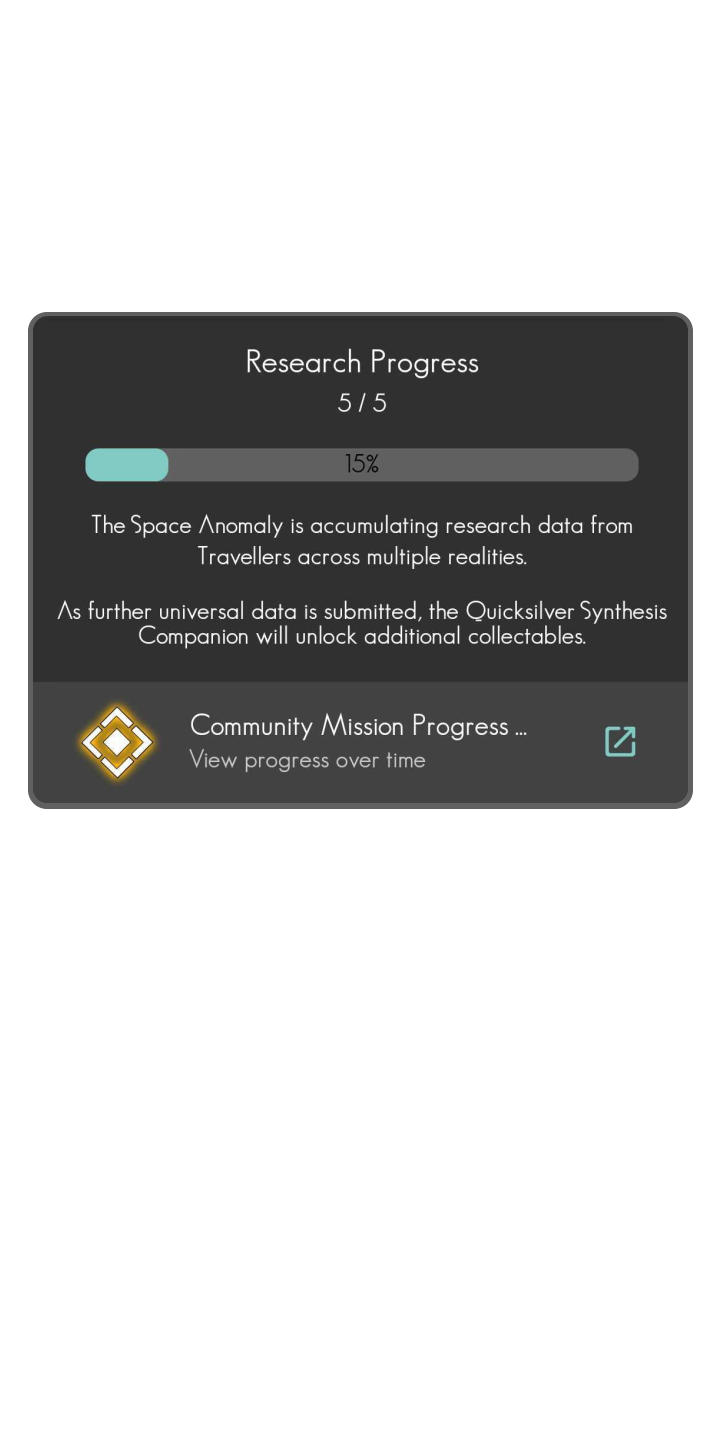 Research Progress
5 / 5
15%
The Space Anomaly is accumulating research data from
Travellers across multiple realities.
As further universal data is submitted, the Quicksilver Synthesis
Companion will unlock additional collectables.
Community Mission Progress ...
View progress over time